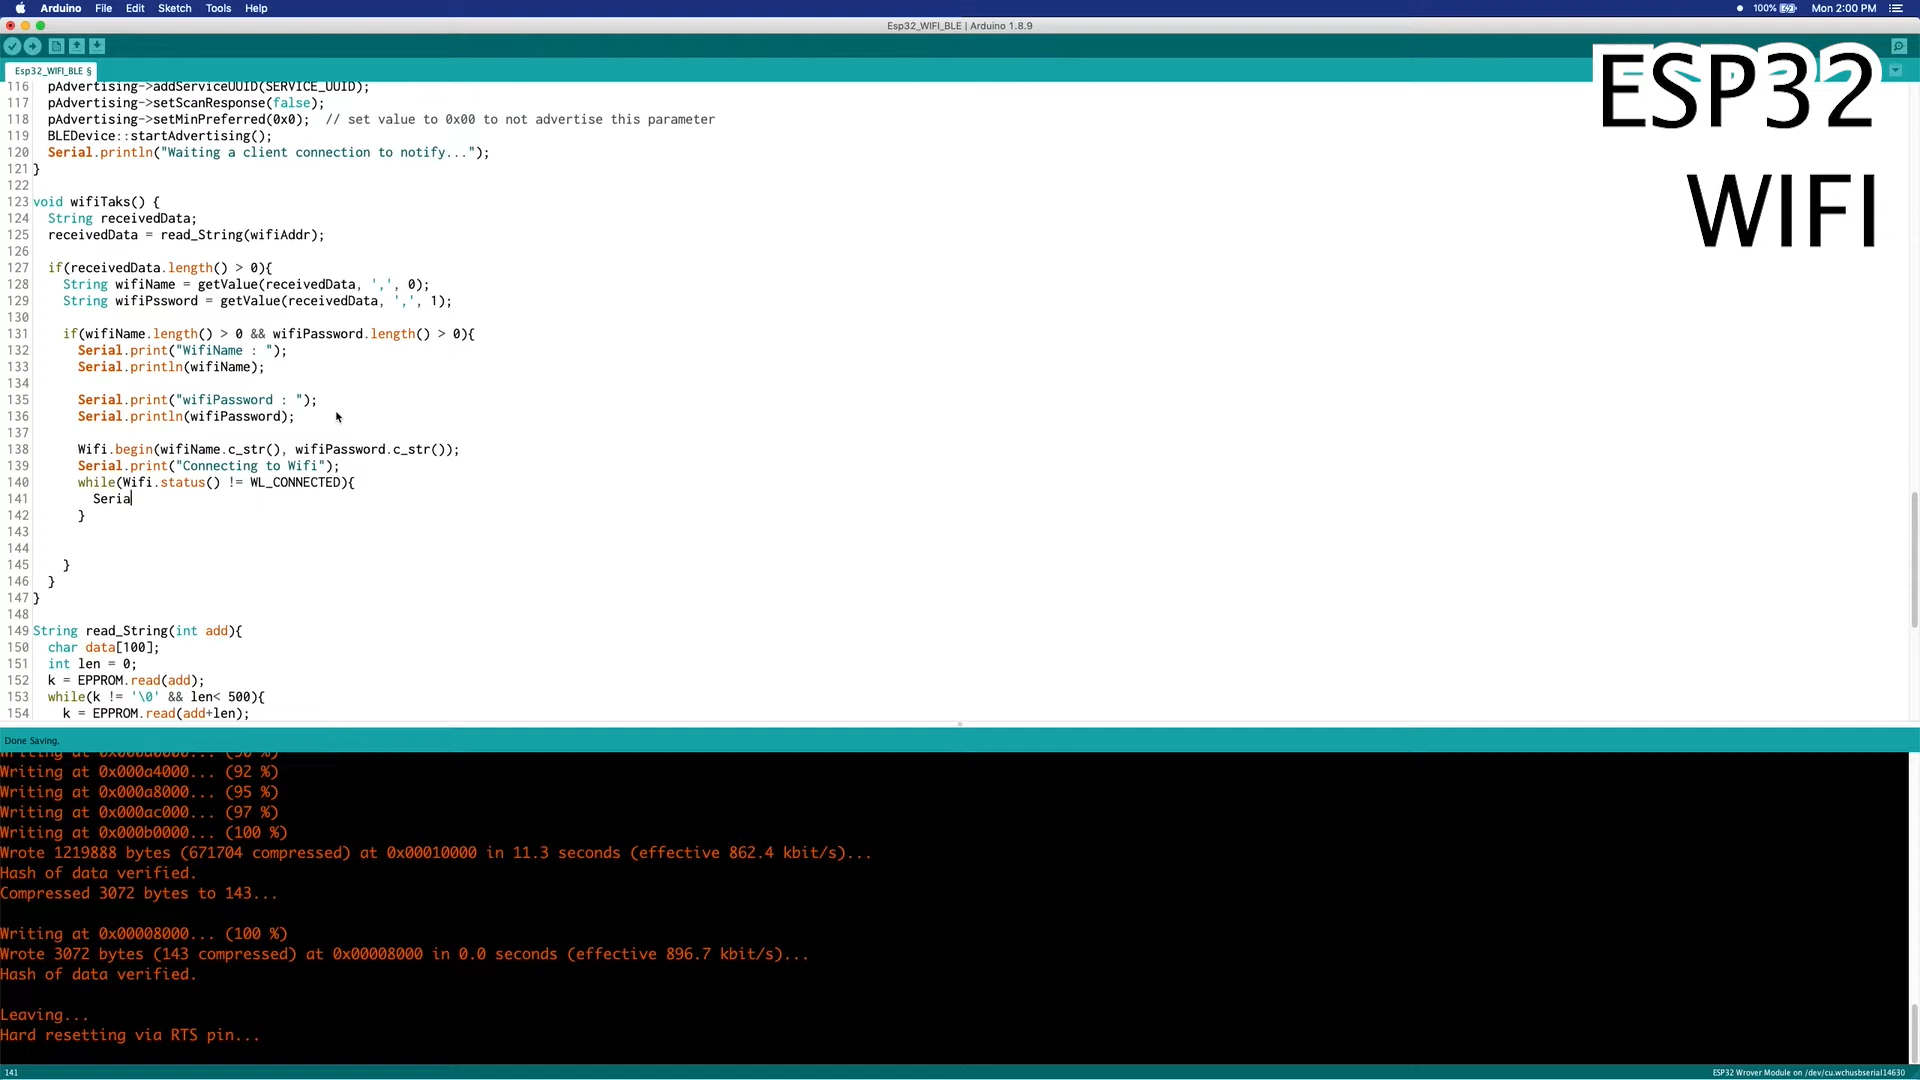 Arduino File Edit Sketch Tools Help
100% Mon 2:00 PM
Esp32_WIFI_BLE | Arduino 1.8.9
Esp32_WIFI_BLE §
ESP32
WIFI
116 pAdvertising->addServiceUUID(SERVICE_UUID);
117 pAdvertising->setScanResponse(false);
118 pAdvertising->setMinPreferred(0x0);  // set value to 0x00 to not advertise this parameter
119 BLEDevice::startAdvertising();
120 Serial.println("Waiting a client connection to notify...");
121 }
122
123 void wifiTaks() {
124 String receivedData;
125 receivedData = read_String(wifiAddr);
126
127 if(receivedData.length() > 0){
128 String wifiName = getValue(receivedData, ',', 0);
129 String wifiPssword = getValue(receivedData, ',', 1);
130
131 if(wifiName.length() > 0 && wifiPassword.length() > 0){
132 Serial.print("WifiName : ");
133 Serial.println(wifiName);
134
135 Serial.print("wifiPassword : ");
136 Serial.println(wifiPassword);
137
138 Wifi.begin(wifiName.c_str(), wifiPassword.c_str());
139 Serial.print("Connecting to Wifi");
140 while(Wifi.status() != WL_CONNECTED){
141 Seria
142 }
143
144
145 }
146 }
147 }
148
149 String read_String(int add){
150 char data[100];
151 int len = 0;
152 k = EPPROM.read(add);
153 while(k != '\0' && len< 500){
154 k = EPPROM.read(add+len);
Done Saving.
Writing at 0x000a4000... (92 %)
Writing at 0x000a8000... (95 %)
Writing at 0x000ac000... (97 %)
Writing at 0x000b0000... (100 %)
Wrote 1219888 bytes (671704 compressed) at 0x00010000 in 11.3 seconds (effective 862.4 kbit/s)...
Hash of data verified.
Compressed 3072 bytes to 143...
Writing at 0x00008000... (100 %)
Wrote 3072 bytes (143 compressed) at 0x00008000 in 0.0 seconds (effective 896.7 kbit/s)...
Hash of data verified.
Leaving...
Hard resetting via RTS pin...
141
ESP32 Wrover Module on /dev/cu.wchusbserial14630